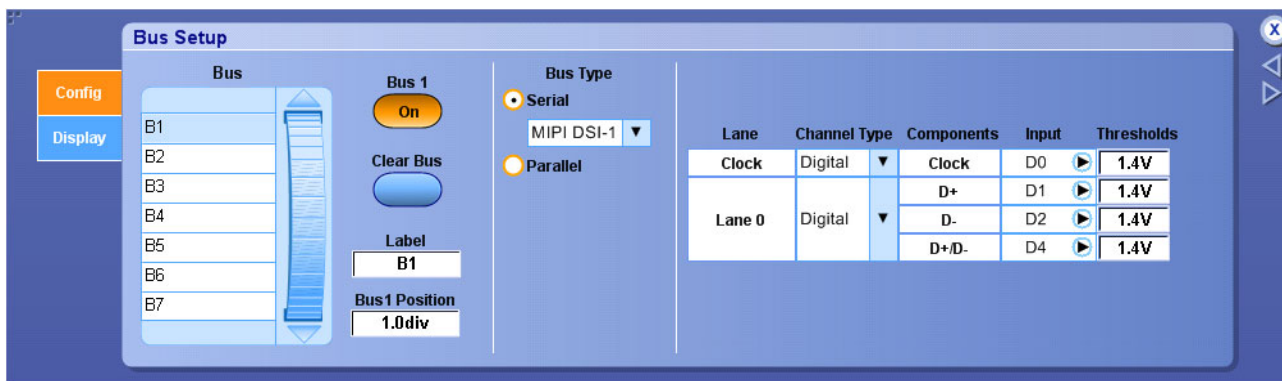 Bus Setup
Config
Display
Bus
B1
B2
B3
B4
B5
B6
B7
Bus 1
On
Clear Bus
Label
B1
Bus1 Position
1.0div
Bus Type
Serial
MIPI DSI-1
Parallel
Lane Channel Type Components Input Thresholds
Clock Digital Clock D0 1.4V
Lane 0 Digital
D+ D1 1.4V
D- D2 1.4V
D+/D- D4 1.4V
X